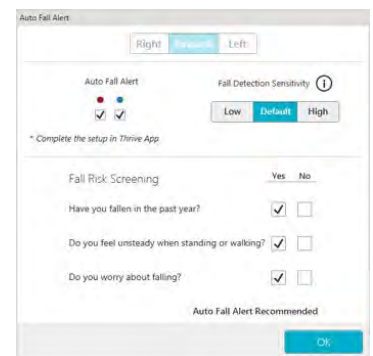 Auto Fall Alert
Right Binaural Left
Auto Fall Alert
Fall Detection Sensitivity i
Low Default High
* Complete the setup in Thrive App
Fall Risk Screening Yes No
Have you fallen in the past year?
Do you feel unsteady when standing or walking?
Do you worry about falling?
Auto Fall Alert Recommended
OK